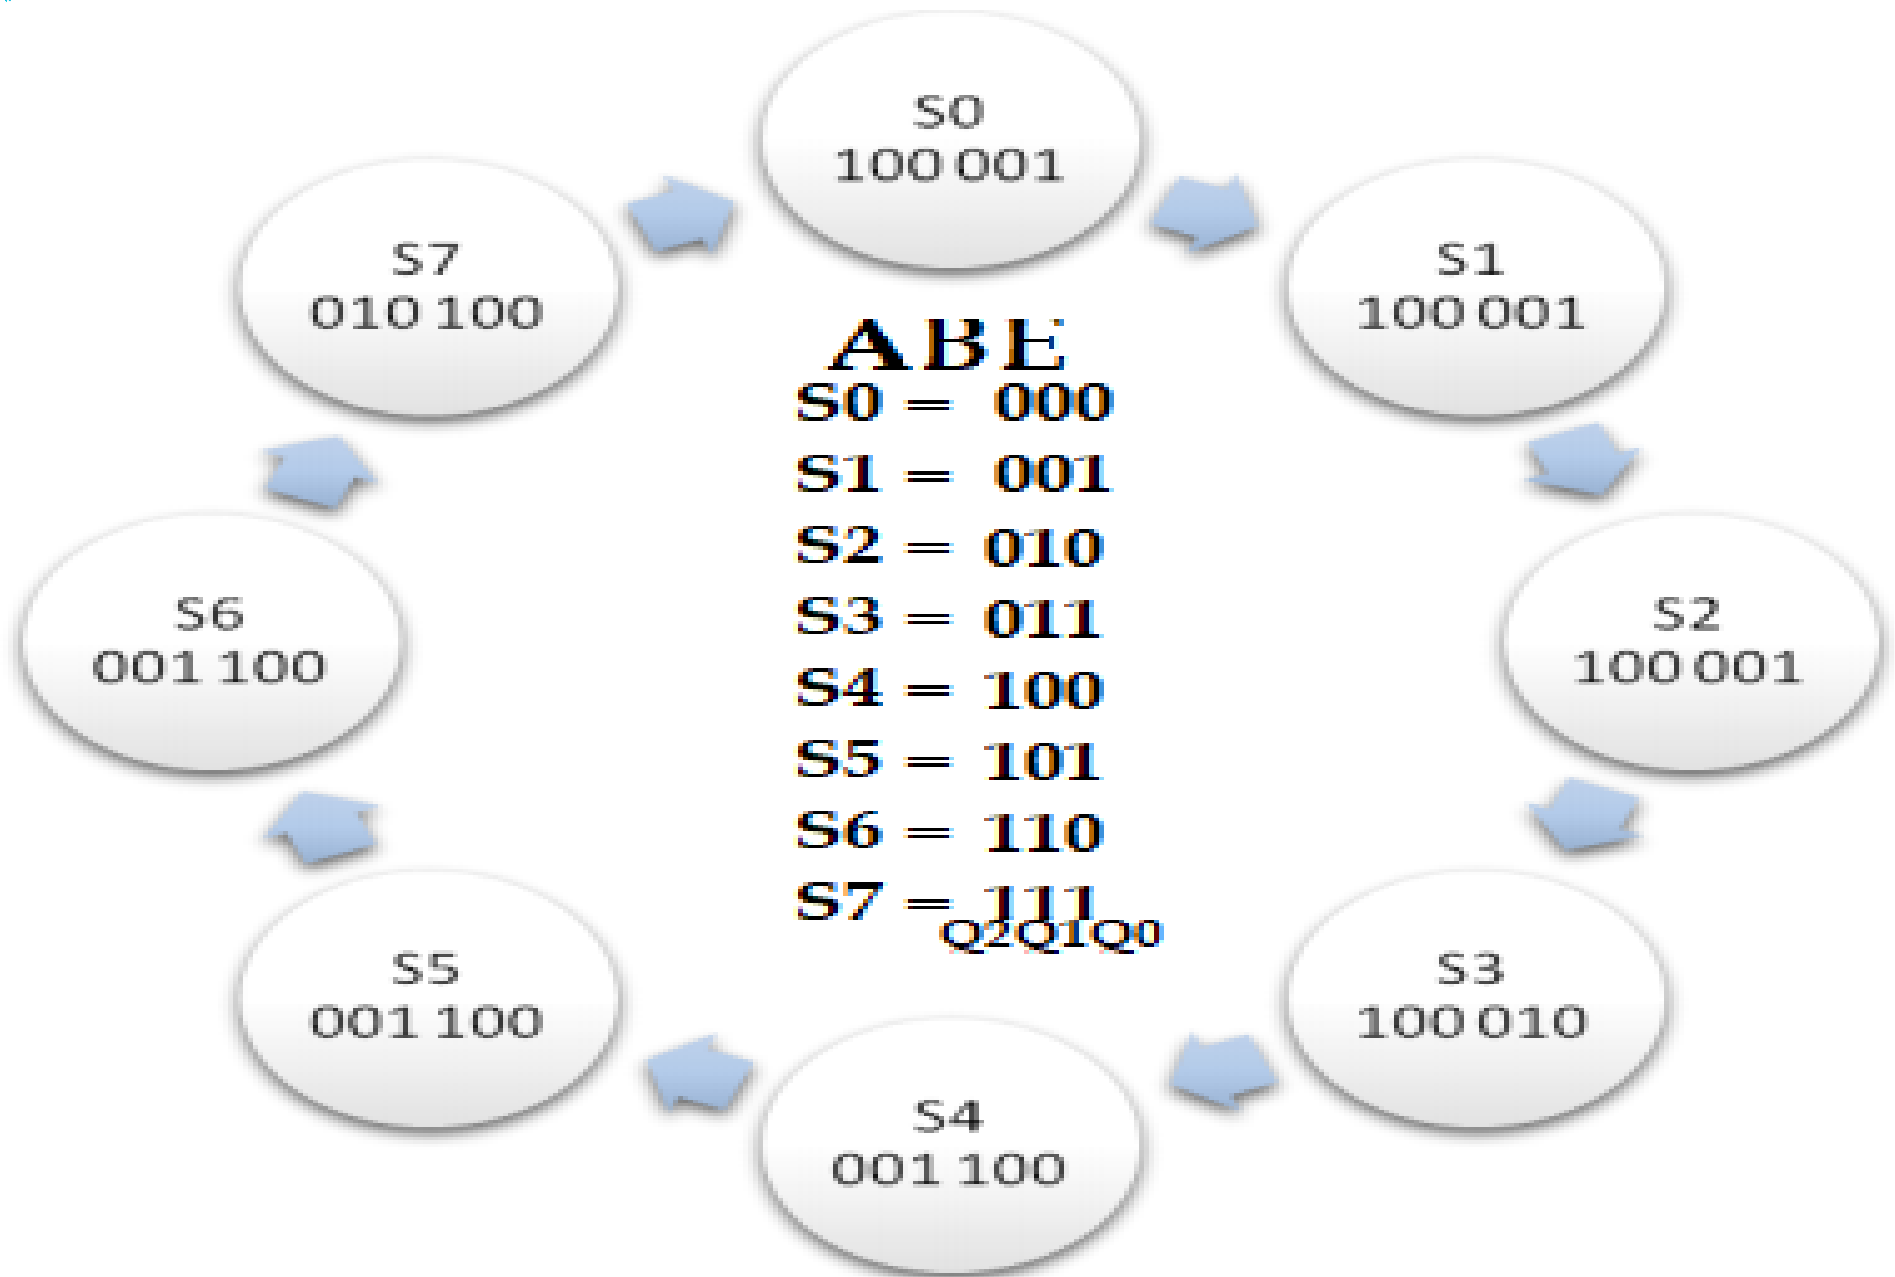 S0
100 001
S1
100 001
S2
100 001
S3
100 010
S4
001 100
S5
001 100
S6
001 100
S7
010 100
A B E
S0 = 000
S1 = 001
S2 = 010
S3 = 011
S4 = 100
S5 = 101
S6 = 110
S7 = 111
Q2Q1Q0